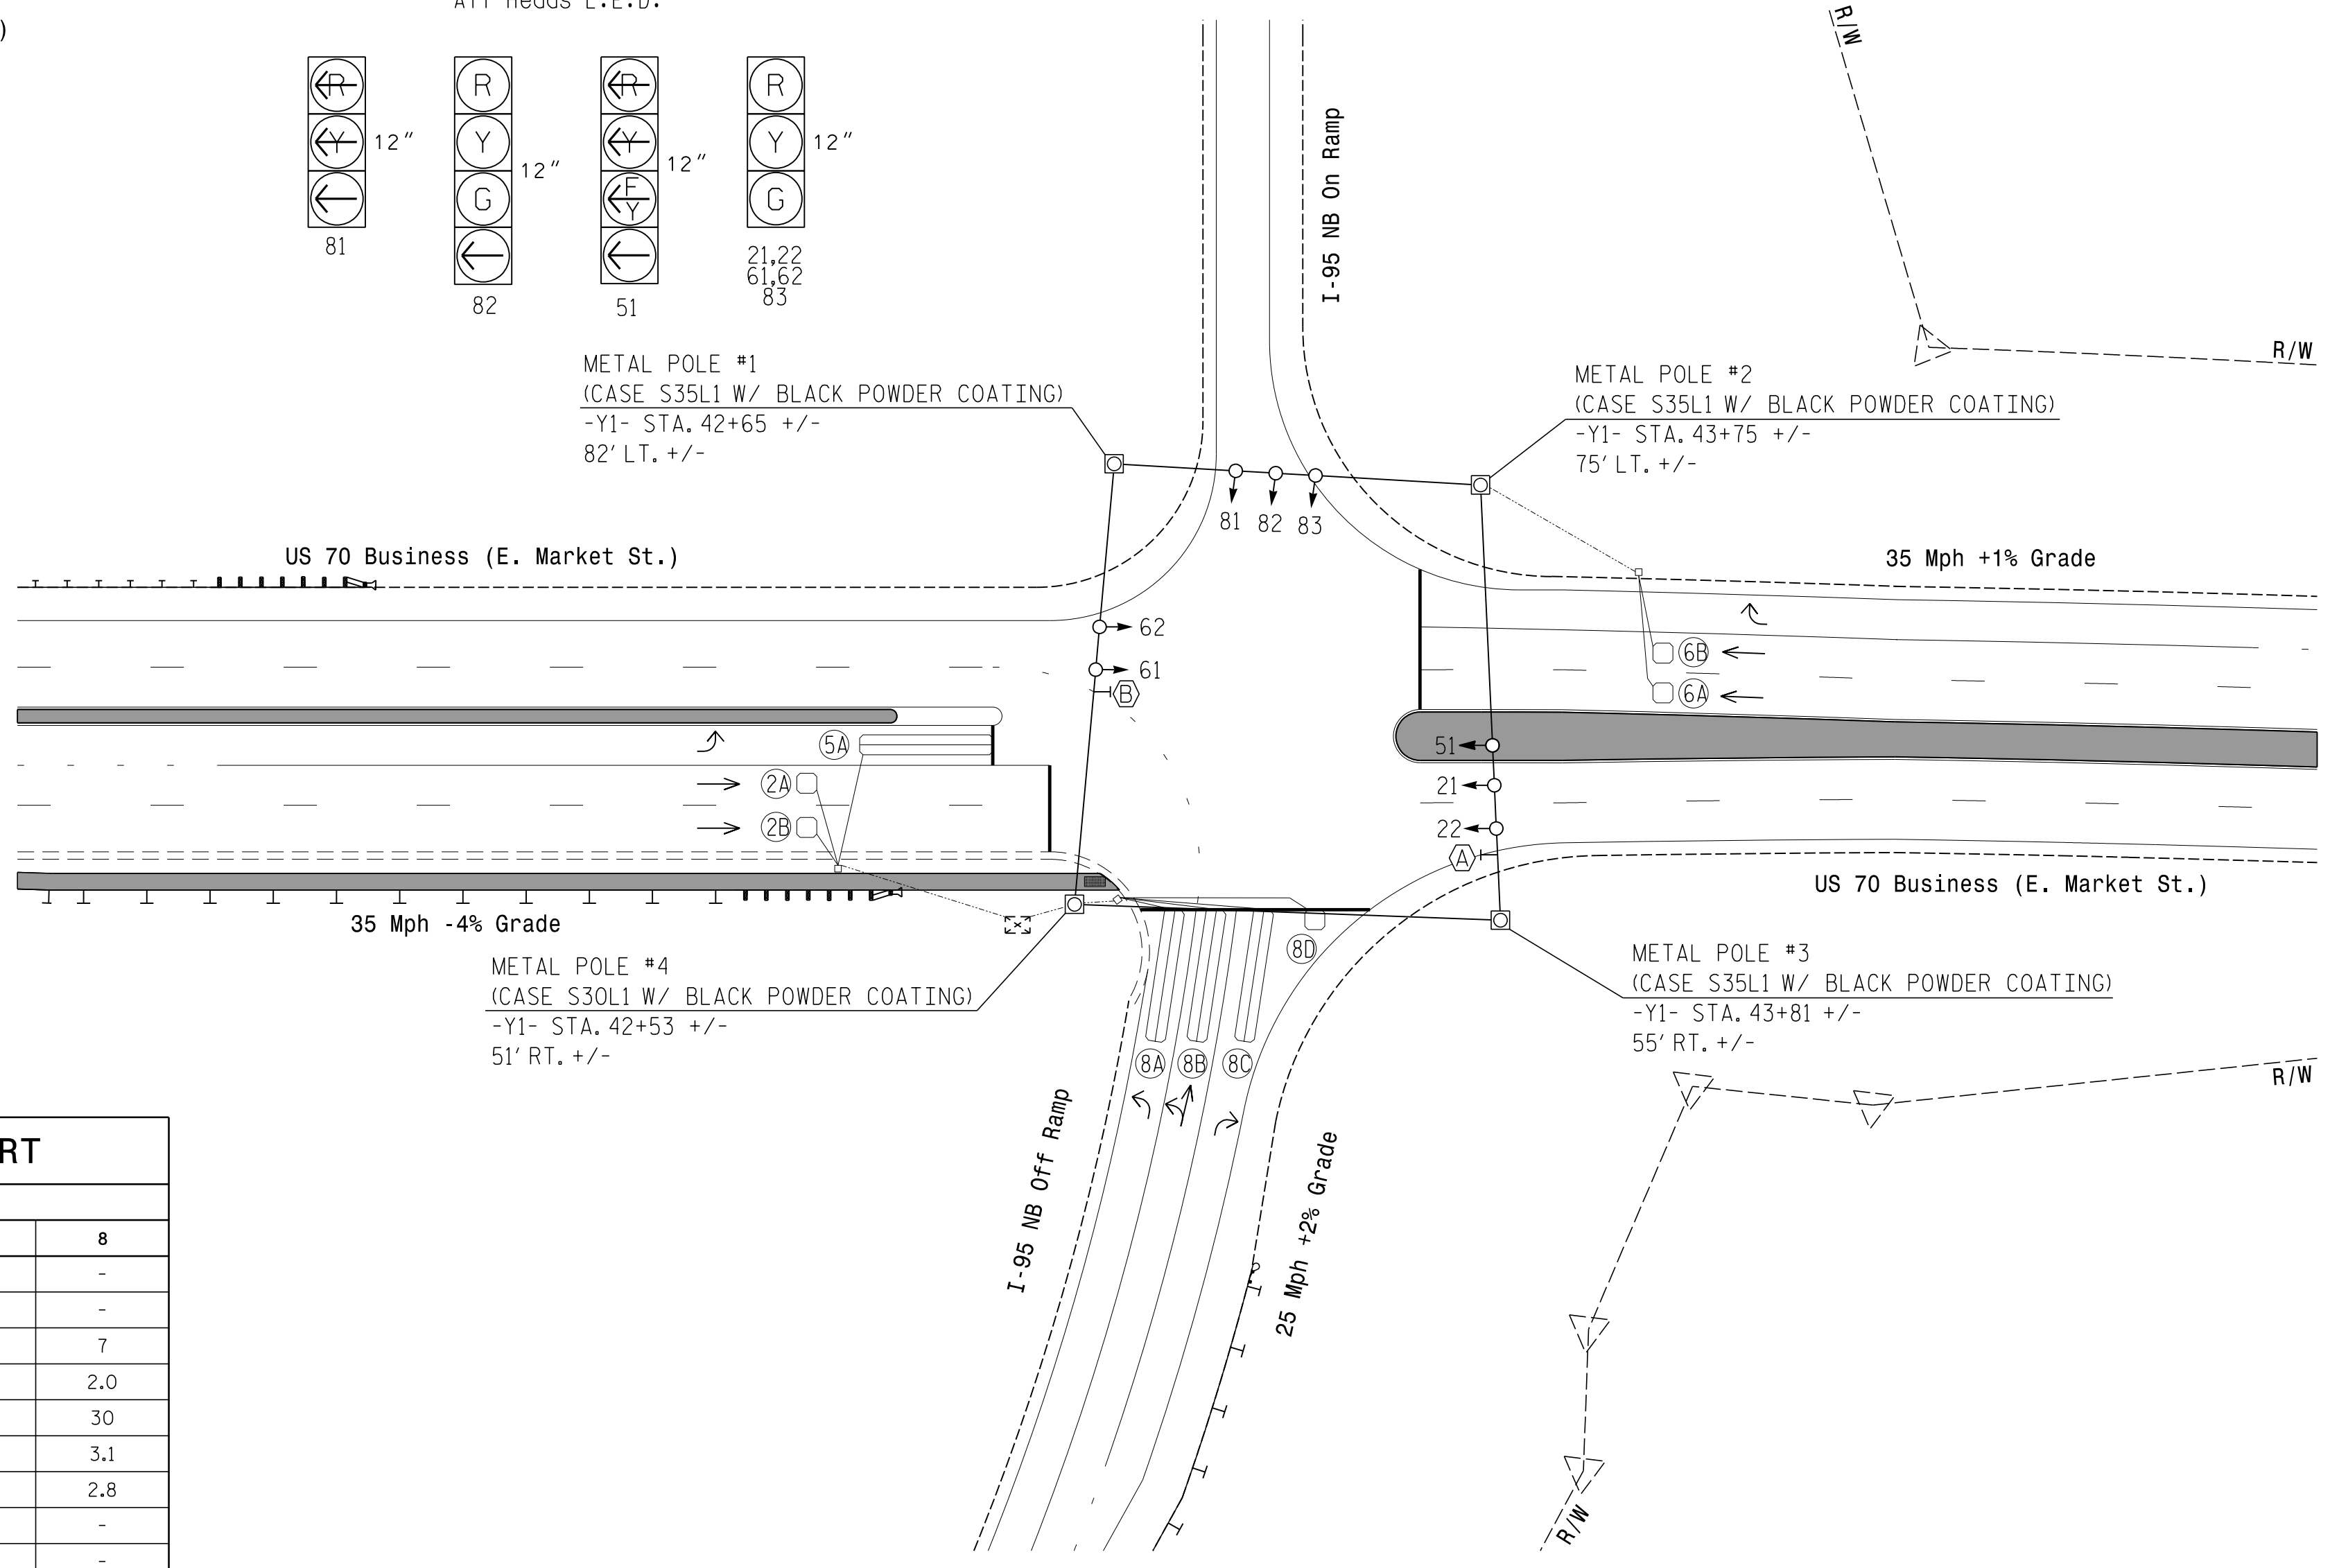 )
R
Y
12"
81
R
Y
G
12"
82
R
Y
F
Y
12"
51
R
Y
G
12"
21,22
61,62
83
I-95 NB On Ramp
R/W
R/W
METAL POLE #1
(CASE S35L1 W/ BLACK POWDER COATING)
-Y1- STA. 42+65 +/-
82' LT. +/-
METAL POLE #2
(CASE S35L1 W/ BLACK POWDER COATING)
-Y1- STA. 43+75 +/-
75' LT. +/-
81 82 83
US 70 Business (E. Market St.)
35 Mph +1% Grade
62
61
B
6B
6A
5A
2A
2B
51
21
22
A
US 70 Business (E. Market St.)
35 Mph -4% Grade
X
8D
METAL POLE #4
(CASE S30L1 W/ BLACK POWDER COATING)
-Y1- STA. 42+53 +/-
51' RT. +/-
METAL POLE #3
(CASE S35L1 W/ BLACK POWDER COATING)
-Y1- STA. 43+81 +/-
55' RT. +/-
8A 8B 8C
R/W
I-95 NB Off Ramp
25 Mph +2% Grade
R/W
RT
8
-
-
7
2.0
30
3.1
2.8
-
-